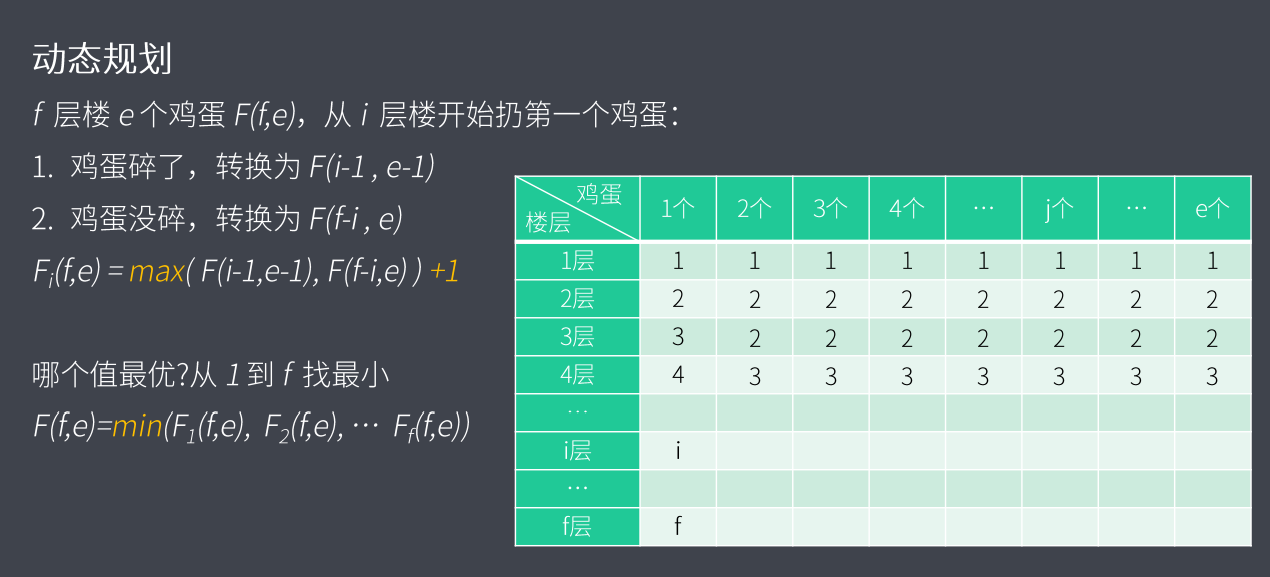 动态规划
f 层楼 e 个鸡蛋 F(f,e)，从 i 层楼开始扔第一个鸡蛋：
1. 鸡蛋碎了，转换为 F(i-1 , e-1)
2. 鸡蛋没碎，转换为 F(f-i , e)
Fi(f,e) = max( F(i-1,e-1), F(f-i,e) ) +1
哪个值最优?从 1 到 f 找最小
F(f,e)=min(F1(f,e), F2(f,e), … Ff(f,e))
鸡蛋
楼层 1个 2个 3个 4个 … j个 … e个
1层 1 1 1 1 1 1 1 1
2层 2 2 2 2 2 2 2 2
3层 3 2 2 2 2 2 2 2
4层 4 3 3 3 3 3 3 3
…
i层 i
…
f层 f